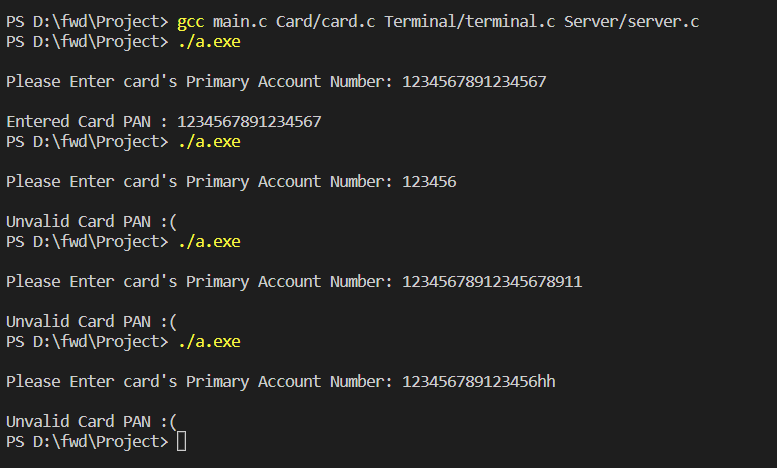 PS D:\fwd\Project> gcc main.c Card/card.c Terminal/terminal.c Server/server.c
PS D:\fwd\Project> ./a.exe
Please Enter card's Primary Account Number: 1234567891234567
Entered Card PAN : 1234567891234567
PS D:\fwd\Project> ./a.exe
Please Enter card's Primary Account Number: 123456
Unvalid Card PAN :(
PS D:\fwd\Project> ./a.exe
Please Enter card's Primary Account Number: 12345678912345678911
Unvalid Card PAN :(
PS D:\fwd\Project> ./a.exe
Please Enter card's Primary Account Number: 123456789123456hh
Unvalid Card PAN :(
PS D:\fwd\Project>